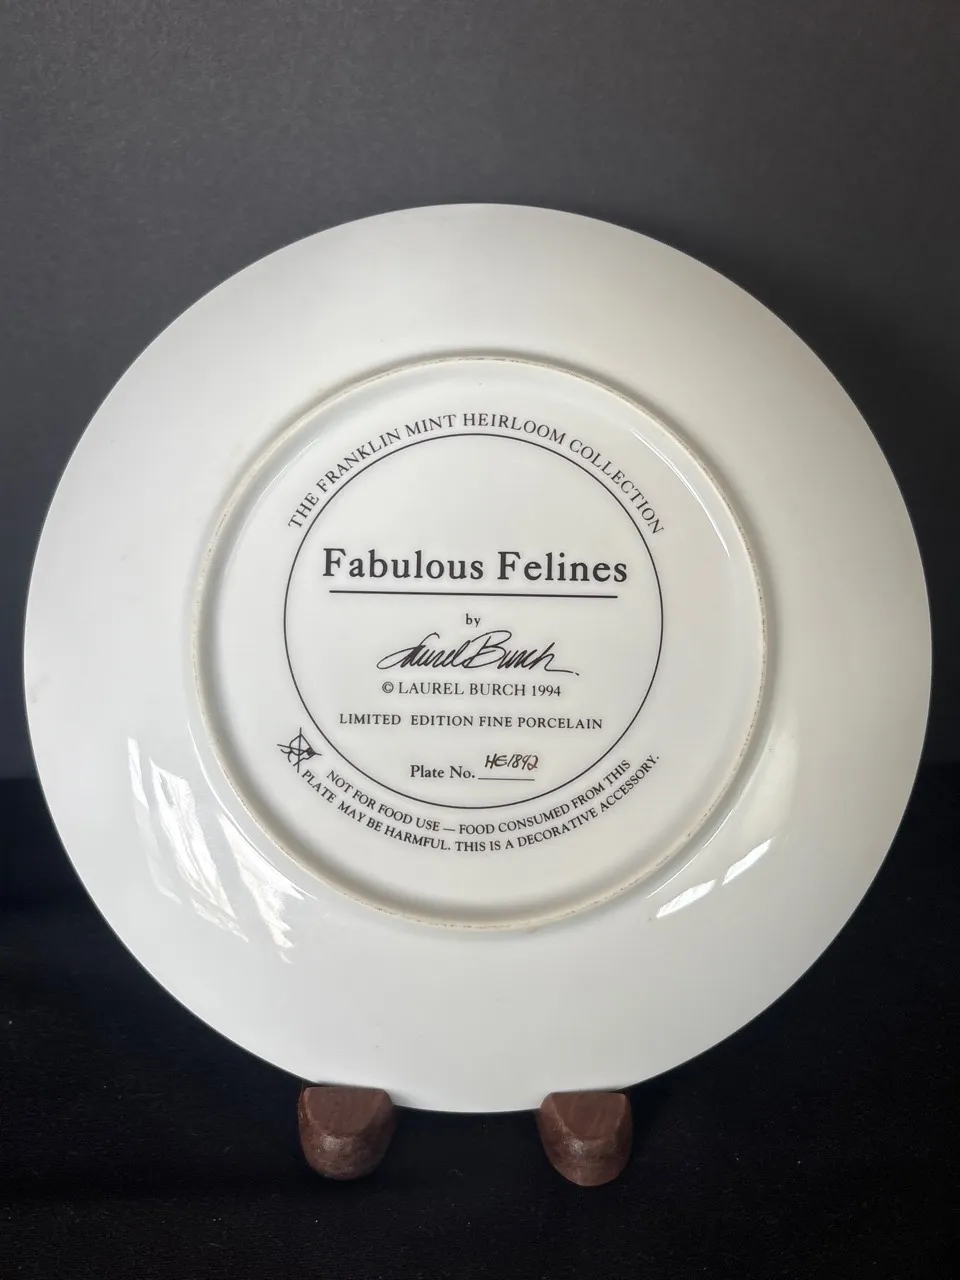 THE FRANKLIN MINT HEIRLOOM COLLECTION
Fabulous Felines
by
Laurel Burch
© LAUREL BURCH 1994
LIMITED EDITION FINE PORCELAIN
Plate No. HE1892
NOT FOR FOOD USE — FOOD CONSUMED FROM THIS
PLATE MAY BE HARMFUL. THIS IS A DECORATIVE ACCESSORY.